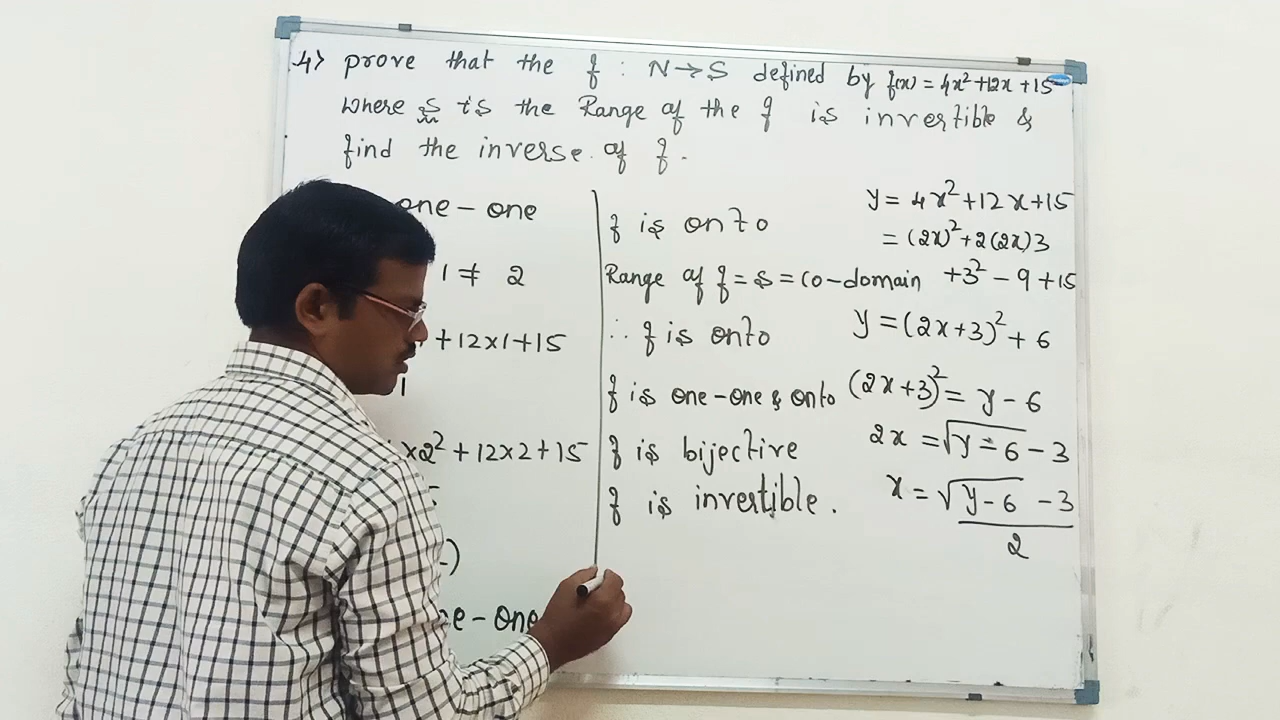 4) prove that the f : N→S defined by f(x) = 4x²+12x+15
where S is the Range of the f is invertible &
find the inverse of f.
one-one
1 ≠ 2
+12x1+15
1
x2²+12x2+15
e-one
f is onto
Range of f = S = co-domain
∴ f is onto
f is one-one & onto
f is bijective
f is invertible.
y = 4x²+12x+15
= (2x)²+2(2x)3
+3²-9+15
y = (2x+3)²+6
(2x+3)² = y-6
2x = √y-6 -3
x = √y-6 -3
2